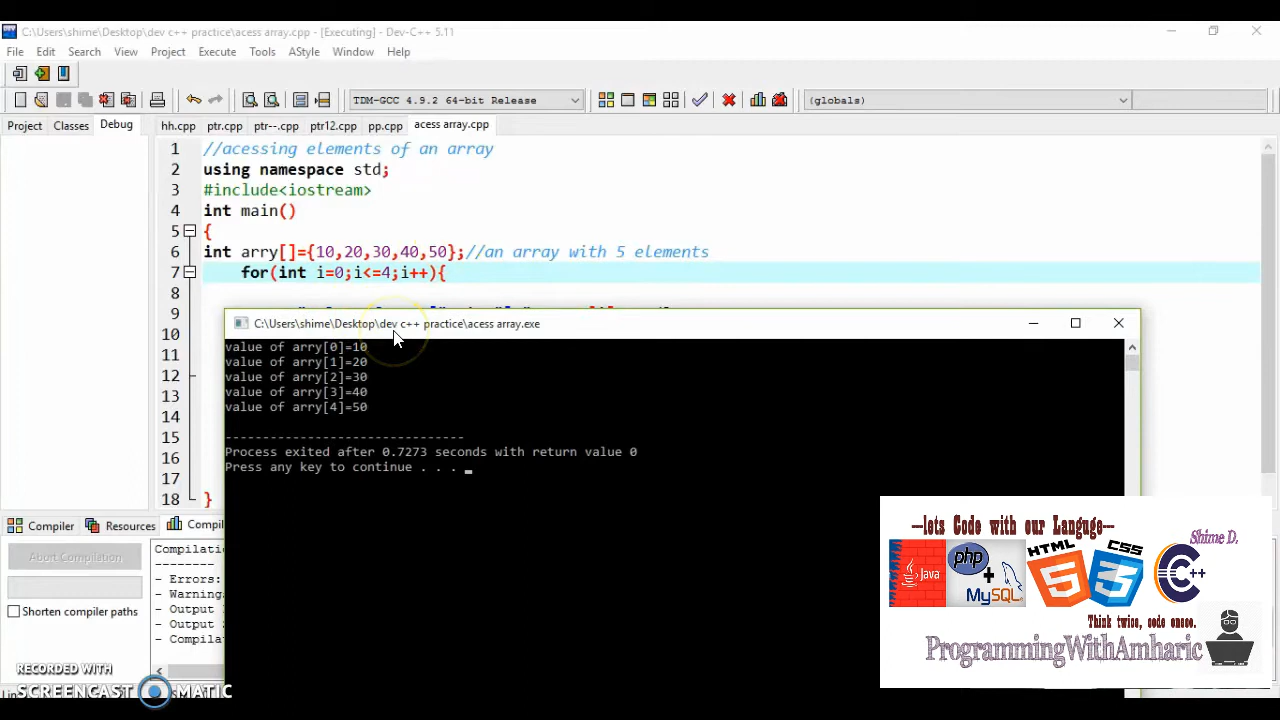 C:\Users\shime\Desktop\dev c++ practice\acess array.cpp - [Executing] - Dev-C++ 5.11
File Edit Search View Project Execute Tools AStyle Window Help
TDM-GCC 4.9.2 64-bit Release
(globals)
Project Classes Debug
hh.cpp ptr.cpp ptr--.cpp ptr12.cpp pp.cpp acess array.cpp
1 //acessing elements of an array
2 using namespace std;
3 #include<iostream>
4 int main()
5 {
6 int arry[]={10,20,30,40,50};//an array with 5 elements
7 for(int i=0;i<=4;i++){
8
9
10
11
12
13
14
15
16
17
18 }
C:\Users\shime\Desktop\dev c++ practice\acess array.exe
value of arry[0]=10
value of arry[1]=20
value of arry[2]=30
value of arry[3]=40
value of arry[4]=50
--------------------------------
Process exited after 0.7273 seconds with return value 0
Press any key to continue . . .
Compiler Resources Compil
Abort Compilation
Shorten compiler paths
Compilatio
--------
- Errors:
- Warning
- Output
- Output
- Compilat
RECORDED WITH
SCREENCAST MATIC
--lets Code with our Languge--
Shime D.
Java
php
+
MySQL
HTML
5
CSS
3
C++
Think twice, code once.
ProgrammingWithAmharic